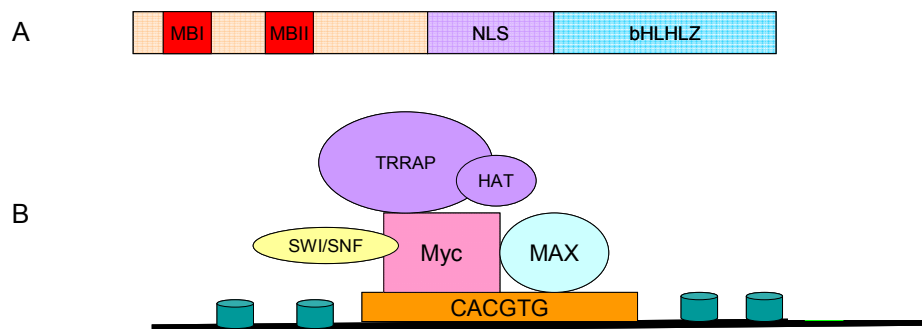 A
MBI MBII NLS bHLHLZ
TRRAP
HAT
B
SWI/SNF Myc MAX
CACGTG